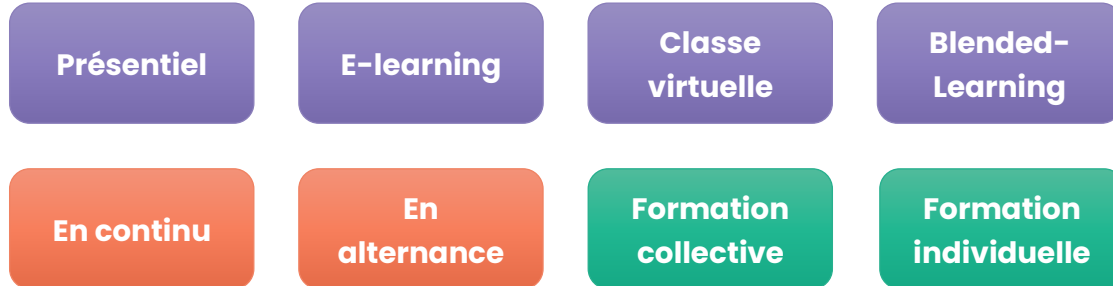 Présentiel
E-learning
Classe
virtuelle
Blended-
Learning
En continu
En
alternance
Formation
collective
Formation
individuelle